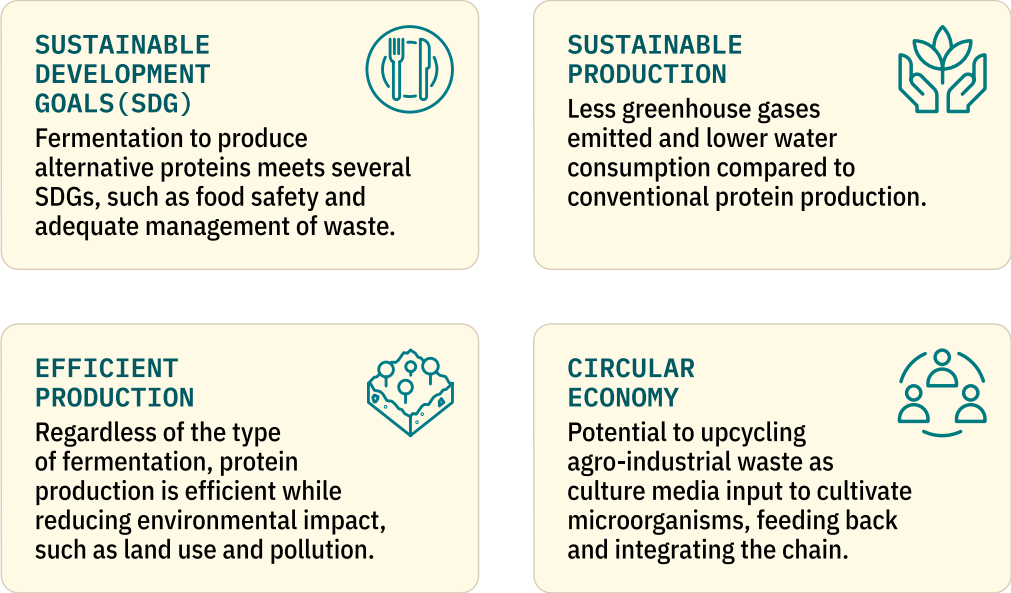 SUSTAINABLE
DEVELOPMENT
GOALS(SDG)
Fermentation to produce
alternative proteins meets several
SDGs, such as food safety and
adequate management of waste.
SUSTAINABLE
PRODUCTION
Less greenhouse gases
emitted and lower water
consumption compared to
conventional protein production.
EFFICIENT
PRODUCTION
Regardless of the type
of fermentation, protein
production is efficient while
reducing environmental impact,
such as land use and pollution.
CIRCULAR
ECONOMY
Potential to upcycling
agro-industrial waste as
culture media input to cultivate
microorganisms, feeding back
and integrating the chain.